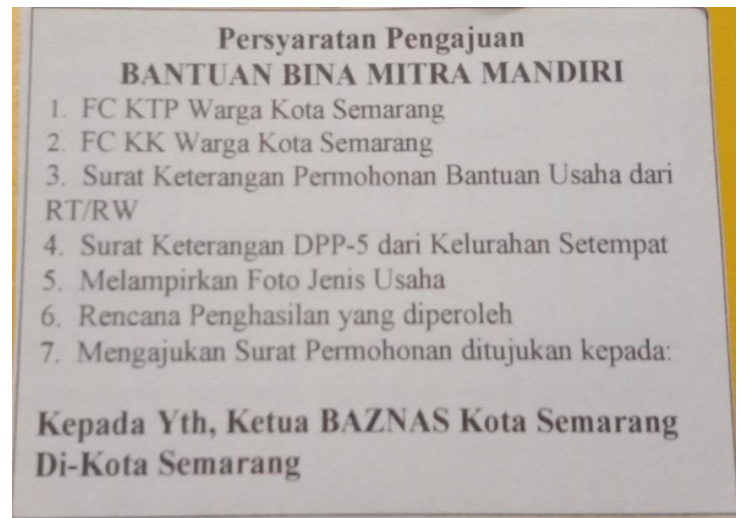 Persyaratan Pengajuan
BANTUAN BINA MITRA MANDIRI
1. FC KTP Warga Kota Semarang
2. FC KK Warga Kota Semarang
3. Surat Keterangan Permohonan Bantuan Usaha dari
RT/RW
4. Surat Keterangan DPP-5 dari Kelurahan Setempat
5. Melampirkan Foto Jenis Usaha
6. Rencana Penghasilan yang diperoleh
7. Mengajukan Surat Permohonan ditujukan kepada:
Kepada Yth, Ketua BAZNAS Kota Semarang
Di-Kota Semarang